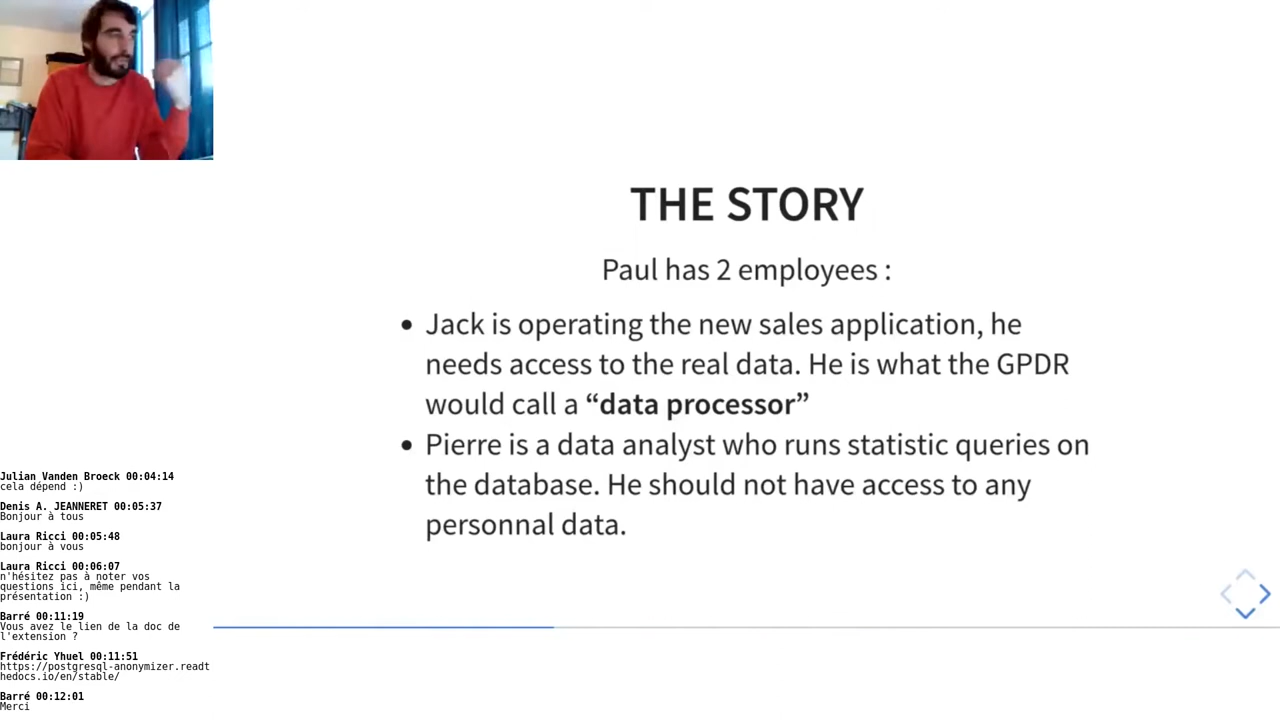 THE STORY
Paul has 2 employees :
• Jack is operating the new sales application, he
needs access to the real data. He is what the GPDR
would call a “data processor”
• Pierre is a data analyst who runs statistic queries on
the database. He should not have access to any
personnal data.
Julian Vanden Broeck 00:04:14
cela dépend :)
Denis A. JEANNERET 00:05:37
Bonjour à tous
Laura Ricci 00:05:48
bonjour à vous
Laura Ricci 00:06:07
n'hésitez pas à noter vos
questions ici, même pendant la
présentation :)
Barré 00:11:19
Vous avez le lien de la doc de
l'extension ?
Frédéric Yhuel 00:11:51
https://postgresql-anonymizer.readt
hedocs.io/en/stable/
Barré 00:12:01
Merci